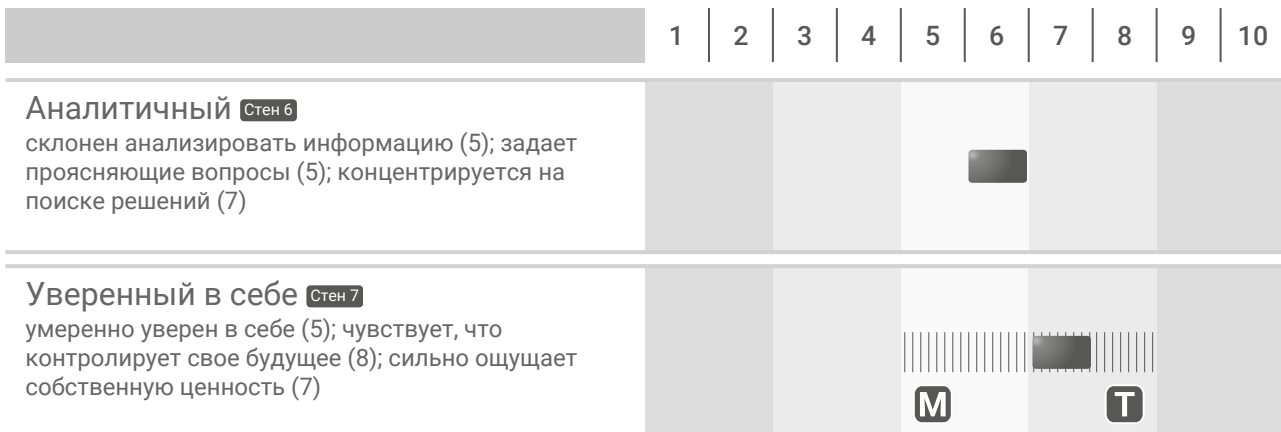 1 2 3 4 5 6 7 8 9 10
Аналитичный Стен 6
склонен анализировать информацию (5); задает
проясняющие вопросы (5); концентрируется на
поиске решений (7)
Уверенный в себе Стен 7
умеренно уверен в себе (5); чувствует, что
контролирует свое будущее (8); сильно ощущает
собственную ценность (7)
M T